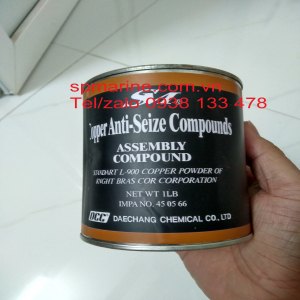 spmarine.com.vn
Tel/zalo 0938 133 478
Copper Anti-Seize Compounds
ASSEMBLY
COMPOUND
STANDART L-900 COPPER POWDER OF
RIGHT BRAS COR CORPORATION
NET WT 1LB
IMPA NO. 45 05 66
DCC DAECHANG CHEMICAL CO., LTD